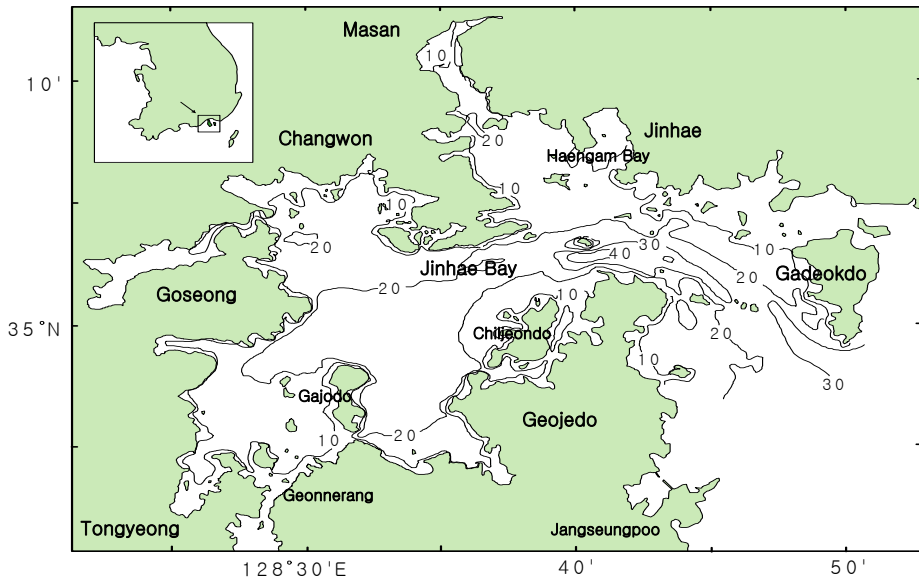 Masan
10
10'
20
Jinhae
Changwon
Haengam Bay
10
10
20
30
10
40
Jinhae Bay
20
Gadeokdo
Goseong
20
10
35°N
Chiljeondo
20
10
30
Gajodo
Geojedo
10
20
Geonnerang
Tongyeong
Jangseungpoo
128°30'E
40'
50'